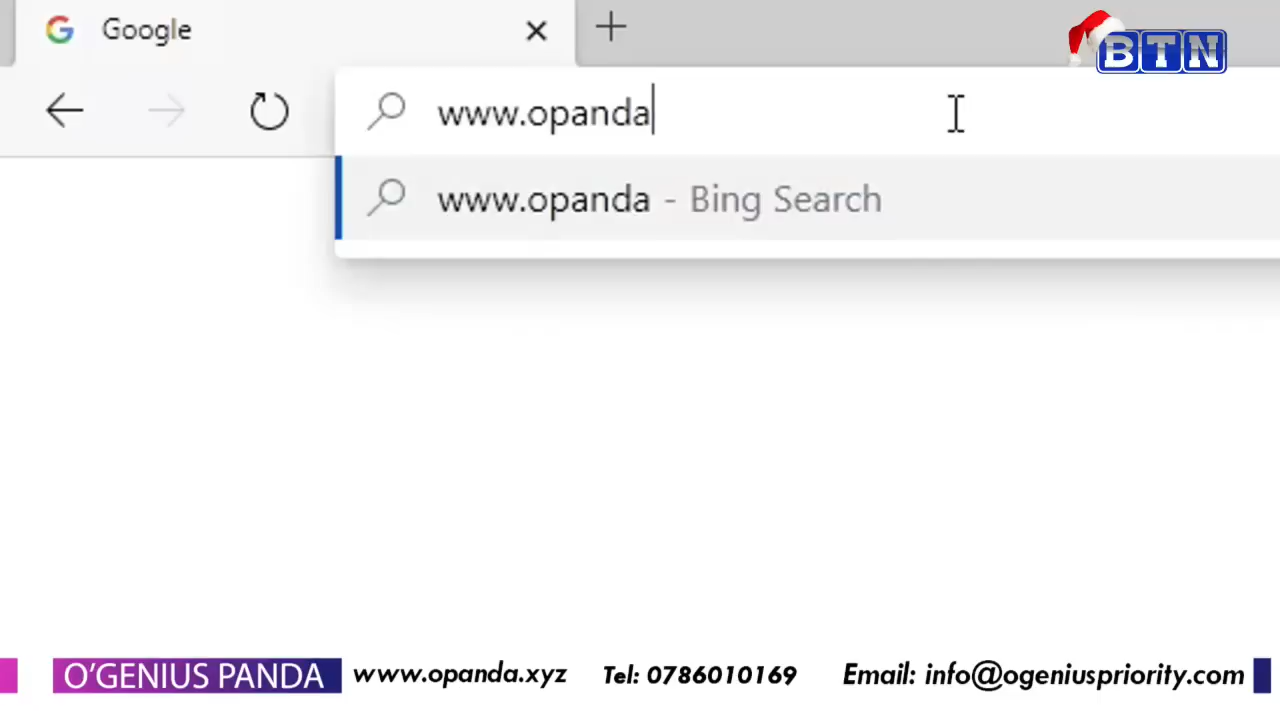 Google
BTN
www.opanda
www.opanda - Bing Search
O'GENIUS PANDA www.opanda.xyz Tel: 0786010169 Email: info@ogeniuspriority.com